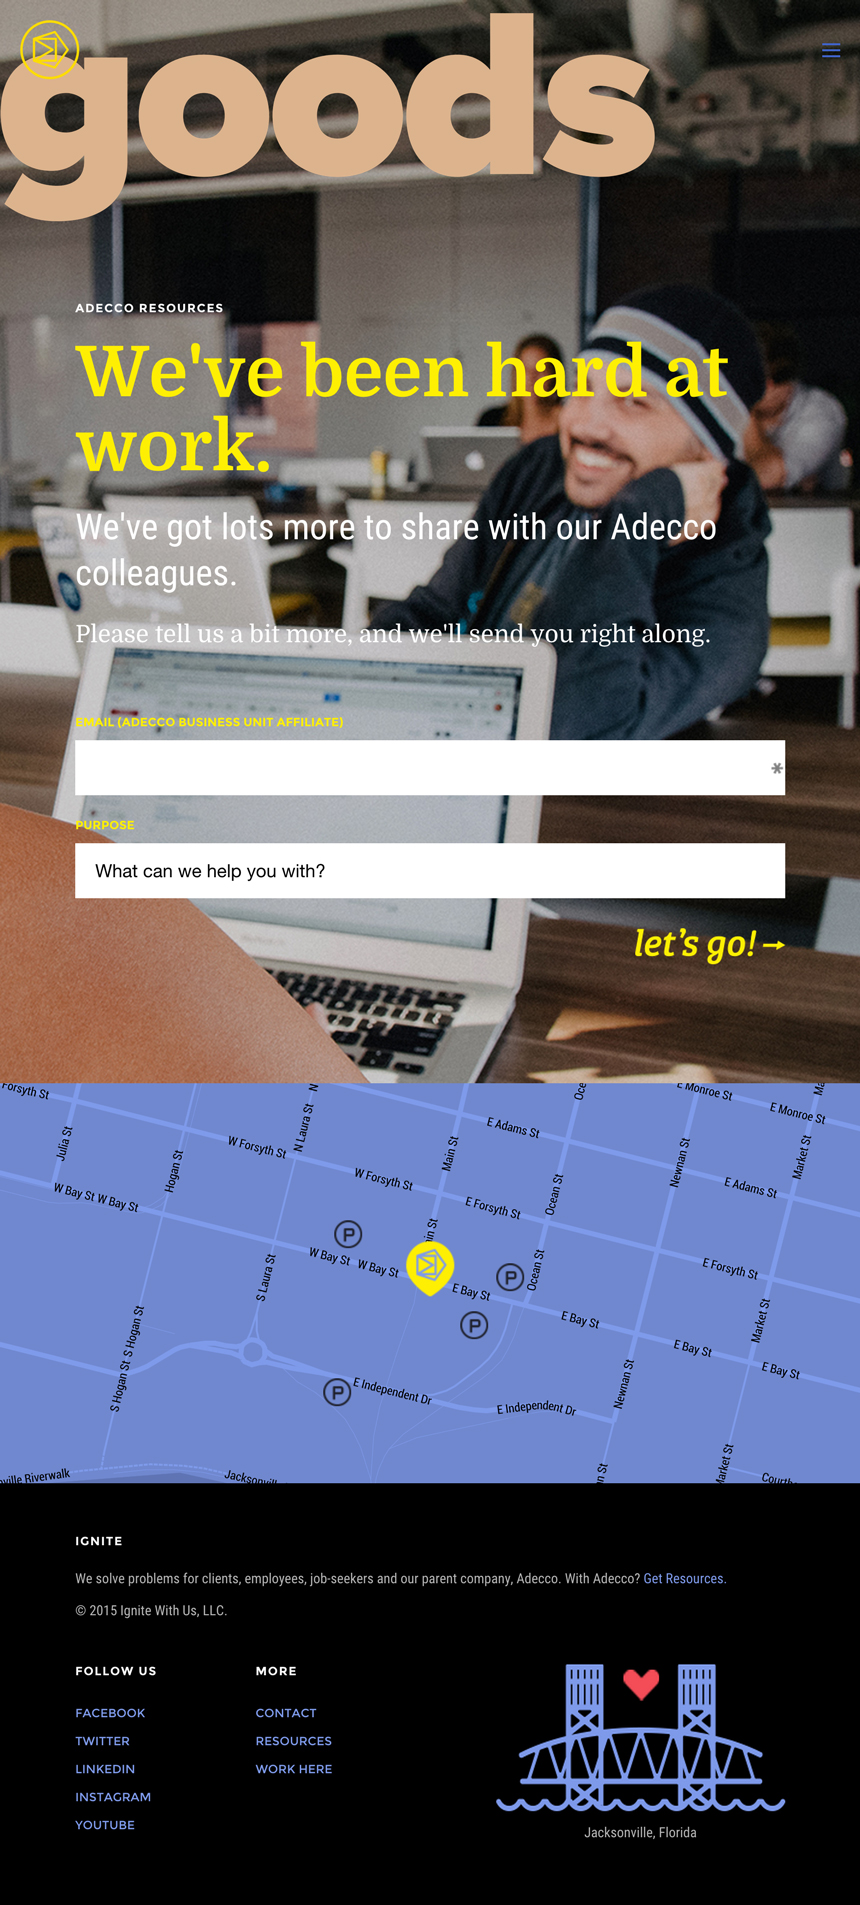 goods
ADECCO RESOURCES
We've been hard at
work.
We've got lots more to share with our Adecco
colleagues.
Please tell us a bit more, and we'll send you right along.
EMAIL (ADECCO BUSINESS UNIT AFFILIATE)
*
PURPOSE
What can we help you with?
let's go! →
Forsyth St
Julia St
Hogan St
N Laura St
N
W Forsyth St
W Forsyth St
Main St
E Adams St
Oce
E Monroe St
E Monroe St
Ma
Market St
Newnan St
E Adams St
Ocean St
E Forsyth St
W Bay St
W Bay St
P
in St
W Bay St
W Bay St
E Bay St
P
Ocean St
E Forsyth St
S Laura St
P
E Bay St
Market St
E Bay St
E Bay St
S Hogan St
S Hogan St
P
E Independent Dr
E Independent Dr
Newnan St
n St
Market St
ville Riverwalk
Jacksonvil
Courth
IGNITE
We solve problems for clients, employees, job-seekers and our parent company, Adecco. With Adecco? Get Resources.
© 2015 Ignite With Us, LLC.
FOLLOW US
FACEBOOK
TWITTER
LINKEDIN
INSTAGRAM
YOUTUBE
MORE
CONTACT
RESOURCES
WORK HERE
Jacksonville, Florida